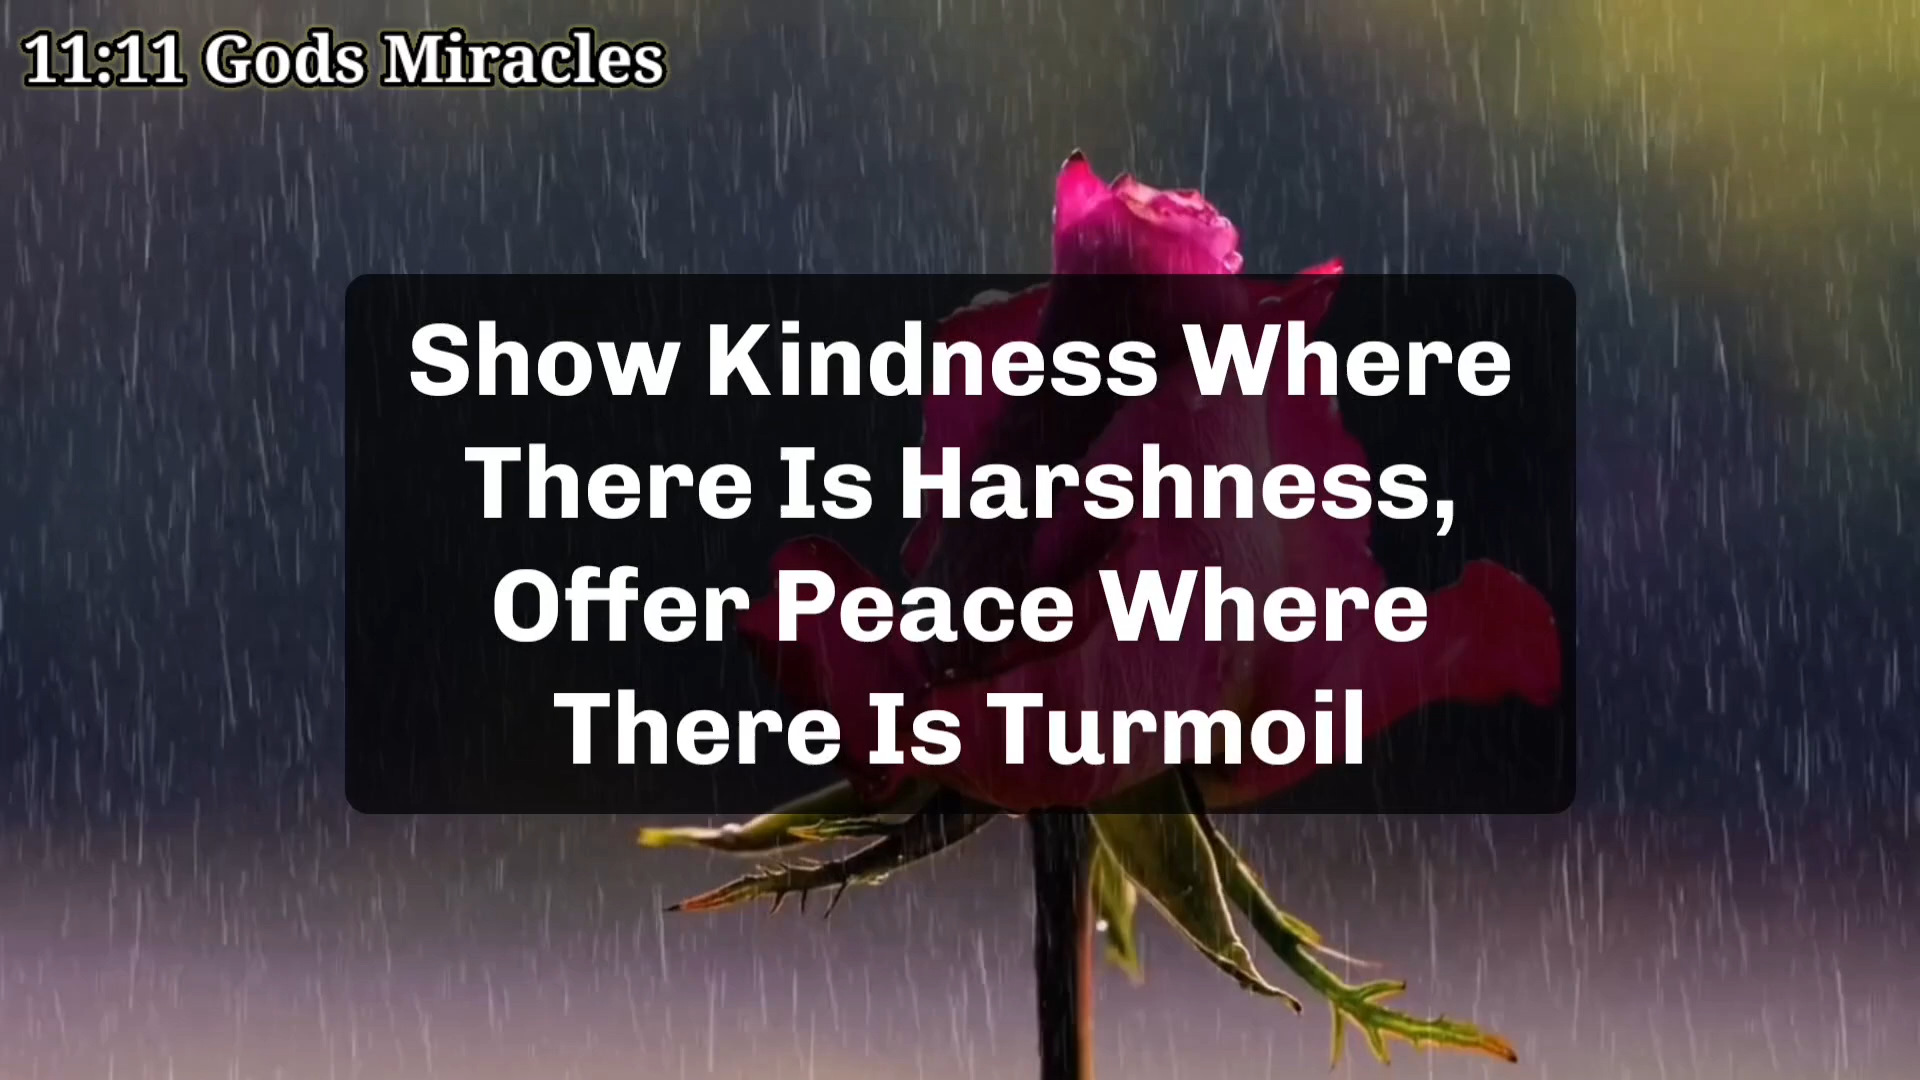 11:11 Gods Miracles
Show Kindness Where
There Is Harshness,
Offer Peace Where
There Is Turmoil